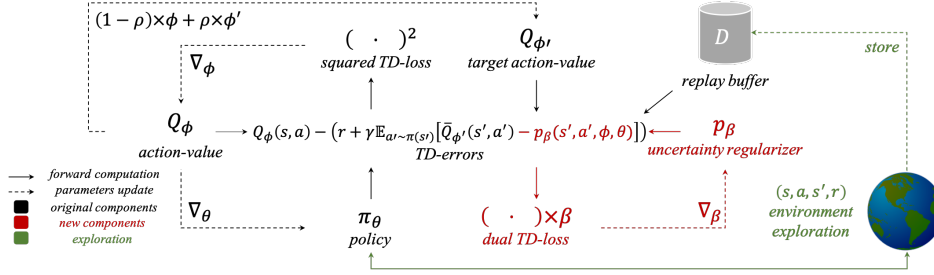 (1 − ρ)×ϕ + ρ×ϕ′
( · )²
squared TD-loss
Q_ϕ′
target action-value
D
replay buffer
store
∇_ϕ
Q_ϕ
action-value
Q_ϕ(s, a) − (r + γ𝔼_a′~π(s′)[Q̄_ϕ′(s′, a′) − p_β(s′, a′, ϕ, θ)])
TD-errors
p_β
uncertainty regularizer
forward computation
parameters update
original components
new components
exploration
∇_θ
π_θ
policy
( · )×β
dual TD-loss
∇_β
(s, a, s′, r)
environment
exploration